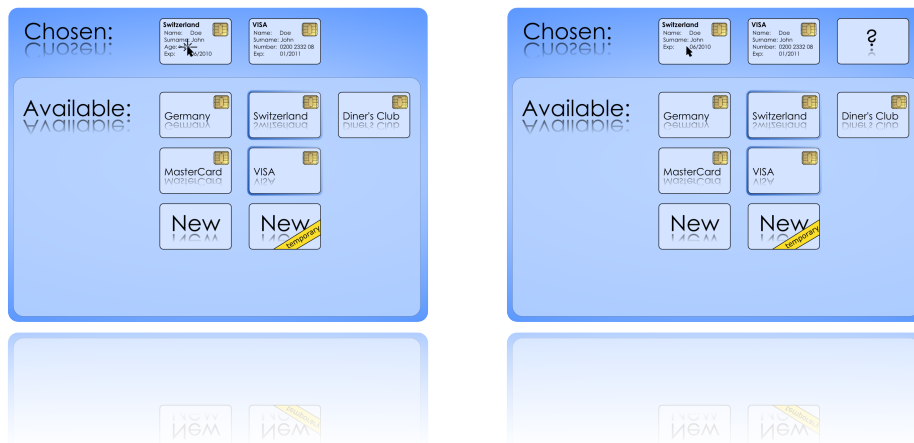 Chosen:
Switzerland
Name: Doe
Surname: John
Age:
Exp: 06/2010
VISA
Name: Doe
Surname: John
Number: 0200 2332 08
Exp: 01/2011
Available:
Germany
Switzerland
Diner's Club
MasterCard
VISA
New
New
temporary
Chosen:
Switzerland
Name: Doe
Surname: John
Exp: 06/2010
VISA
Name: Doe
Surname: John
Number: 0200 2332 08
Exp: 01/2011
?
Available:
Germany
Switzerland
Diner's Club
MasterCard
VISA
New
New
temporary